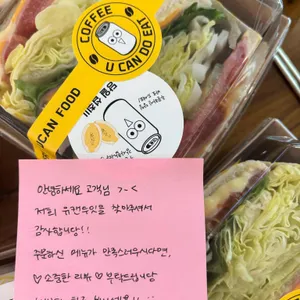 COFFEE
U CAN DO EAT
CAN FOOD
안녕하세요 고객님 >~<
저희 유캔두잇을 찾아주셔서
감사합니당!!
주문하신 메뉴가 만족스러우시다면,
♡소중한 리뷰♡ 부탁드립니당